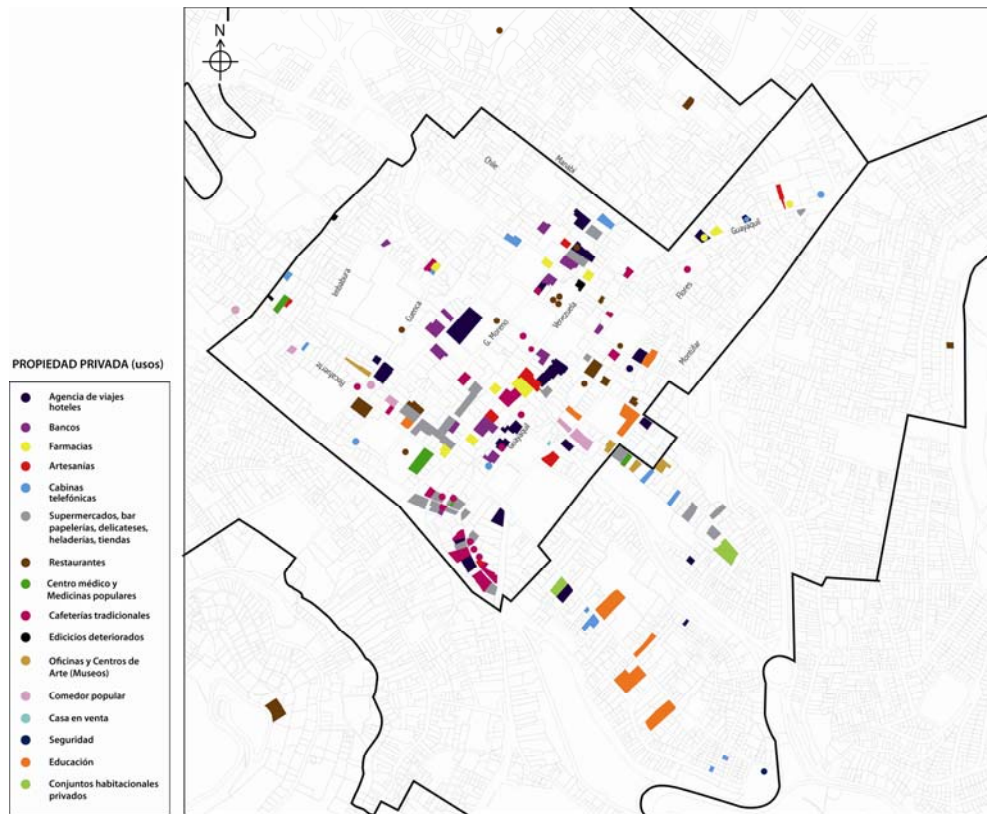 N
Chile
Manabí
Guayaquil
Imbabura
Flores
Cuenca
G. Moreno
Venezuela
Montúfar
Rocafuerte
Guayaquil
PROPIEDAD PRIVADA (usos)
Agencia de viajes
hoteles
Bancos
Farmacias
Artesanías
Cabinas
telefónicas
Supermercados, bar
papelerías, delicateses,
heladerías, tiendas
Restaurantes
Centro médico y
Medicinas populares
Cafeterías tradicionales
Edicicios deteriorados
Oficinas y Centros de
Arte (Museos)
Comedor popular
Casa en venta
Seguridad
Educación
Conjuntos habitacionales
privados